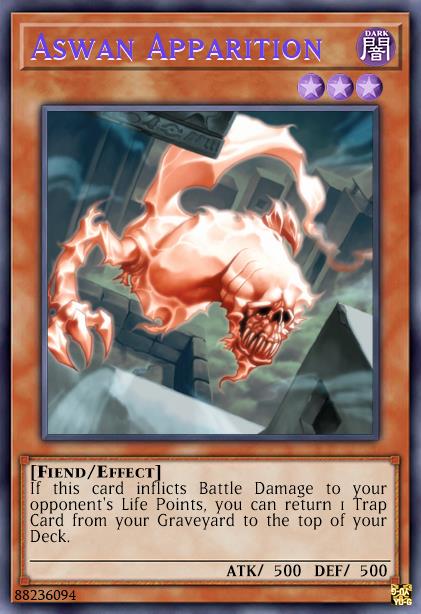 ASWAN APPARITION
DARK
闇
[FIEND/EFFECT]
If this card inflicts Battle Damage to your
opponent's Life Points, you can return 1 Trap
Card from your Graveyard to the top of your
Deck.
ATK/ 500 DEF/ 500
88236094